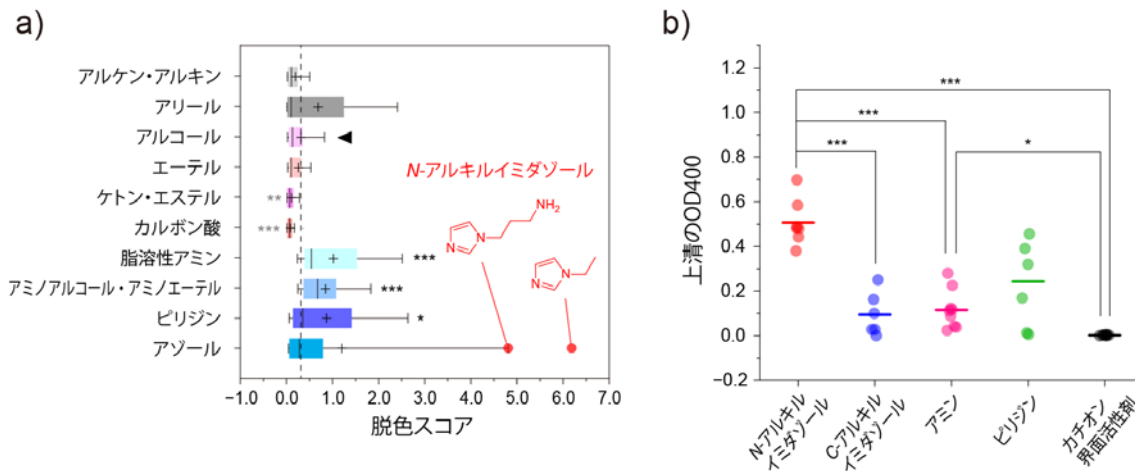 a)
アルケン・アルキン
アリール
アルコール
エーテル
ケトン・エステル
**
カルボン酸
***
脂溶性アミン
***
アミノアルコール・アミノエーテル
***
ピリジン
*
アゾール
N-アルキルイミダゾール
NH2
N
N
N
N
-1.0 0.0 1.0 2.0 3.0 4.0 5.0 6.0 7.0
脱色スコア
b)
上清のOD400
1.2
1.0
0.8
0.6
0.4
0.2
0.0
-0.2
***
***
***
*
N-アルキル
イミダゾール
C-アルキル
イミダゾール
アミン
ピリジン
カチオン
界面活性剤